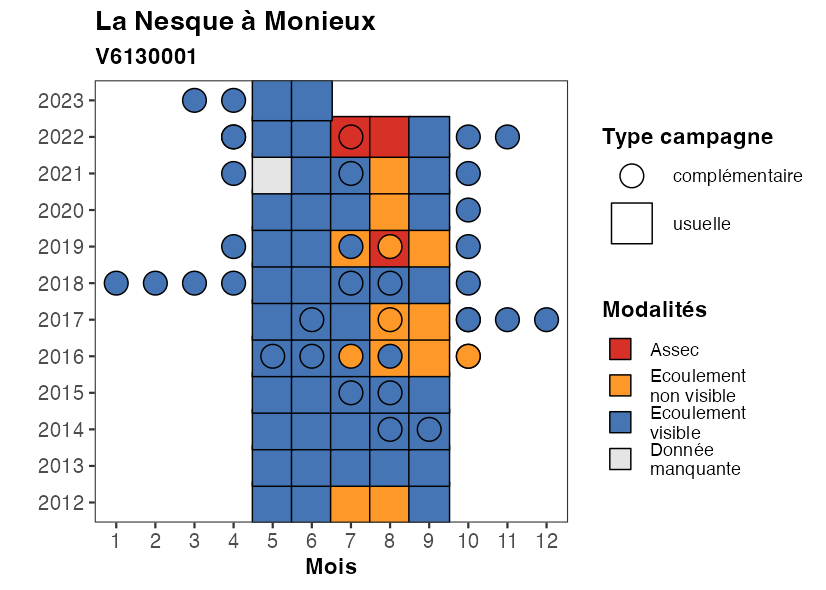 La Nesque à Monieux
V6130001
2023
2022
2021
2020
2019
2018
2017
2016
2015
2014
2013
2012
1 2 3 4 5 6 7 8 9 10 11 12
Mois
Type campagne
complémentaire
usuelle
Modalités
Assec
Ecoulement
non visible
Ecoulement
visible
Donnée
manquante